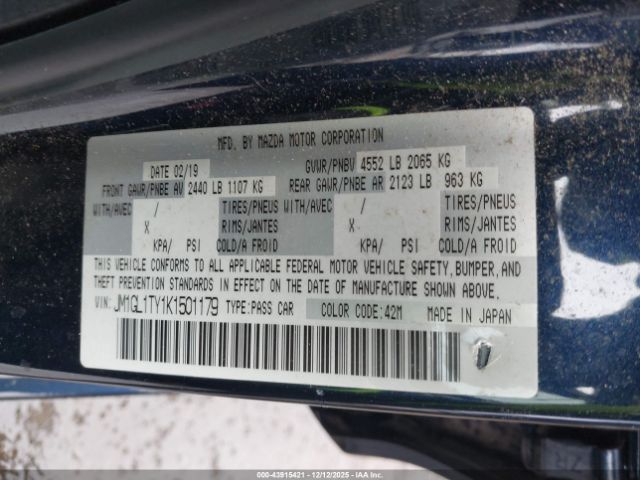 MFD. BY MAZDA MOTOR CORPORATION
DATE 02/19 GVWR/PNBV 4552 LB 2065 KG
FRONT GAWR/PNBE AV 2440 LB 1107 KG REAR GAWR/PNBE AR 2123 LB 963 KG
WITH/AVEC / TIRES/PNEUS WITH/AVEC / TIRES/PNEUS
X RIMS/JANTES X RIMS/JANTES
KPA/ PSI COLD/A FROID KPA/ PSI COLD/A FROID
THIS VEHICLE CONFORMS TO ALL APPLICABLE FEDERAL MOTOR VEHICLE SAFETY, BUMPER, AND
THEFT PREVENTION STANDARDS IN EFFECT ON THE DATE OF MANUFACTURE SHOWN ABOVE.
VIN: JM1GL1TY1K1501179 TYPE: PASS CAR COLOR CODE: 42M MADE IN JAPAN
000-43915421 - 12/12/2025 - IAAI.COM